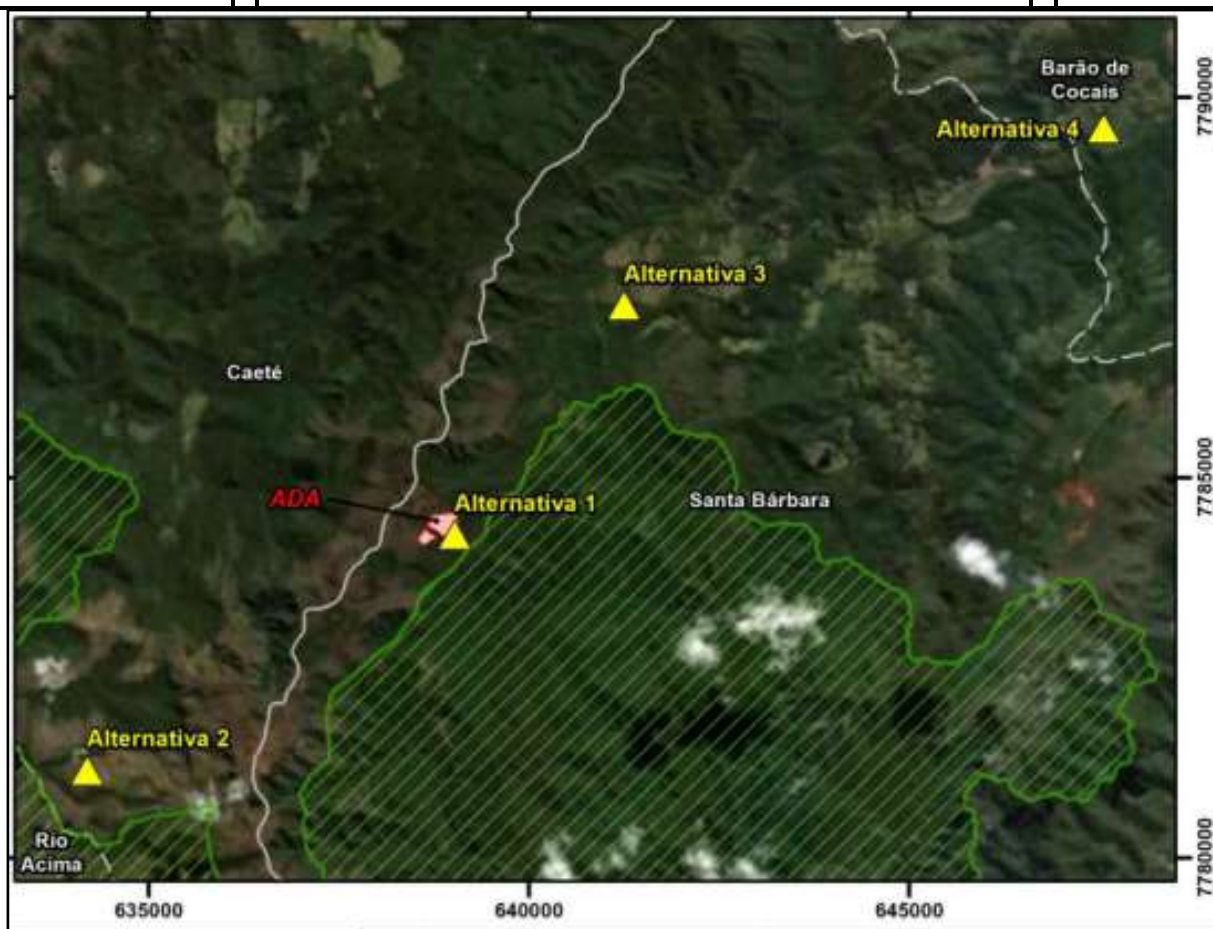 Barão de
Cocais
Alternativa 4
7790000
Alternativa 3
Caeté
ADA
Alternativa 1
Santa Bárbara
7785000
Alternativa 2
Rio
Acima
7780000
635000
640000
645000